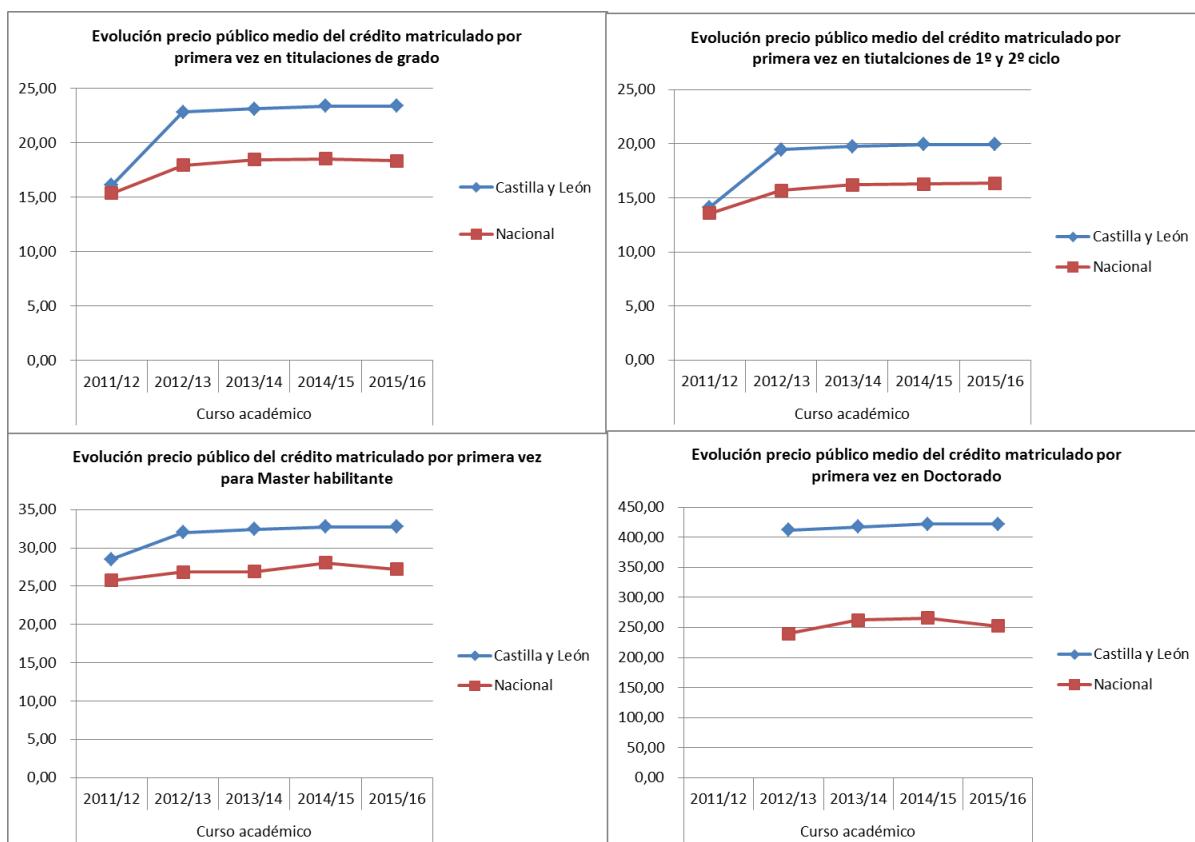 Evolución precio público medio del crédito matriculado por
primera vez en titulaciones de grado
25,00
20,00
15,00
10,00
5,00
0,00
2011/12 2012/13 2013/14 2014/15 2015/16
Curso académico
Castilla y León
Nacional
Evolución precio público medio del crédito matriculado por
primera vez en tiutalciones de 1º y 2º ciclo
25,00
20,00
15,00
10,00
5,00
0,00
2011/12 2012/13 2013/14 2014/15 2015/16
Curso académico
Castilla y León
Nacional
Evolución precio público del crédito matriculado por primera vez
para Master habilitante
35,00
30,00
25,00
20,00
15,00
10,00
5,00
0,00
2011/12 2012/13 2013/14 2014/15 2015/16
Curso académico
Castilla y León
Nacional
Evolución precio público medio del crédito matriculado por
primera vez en Doctorado
450,00
400,00
350,00
300,00
250,00
200,00
150,00
100,00
50,00
0,00
2011/12 2012/13 2013/14 2014/15 2015/16
Curso académico
Castilla y León
Nacional